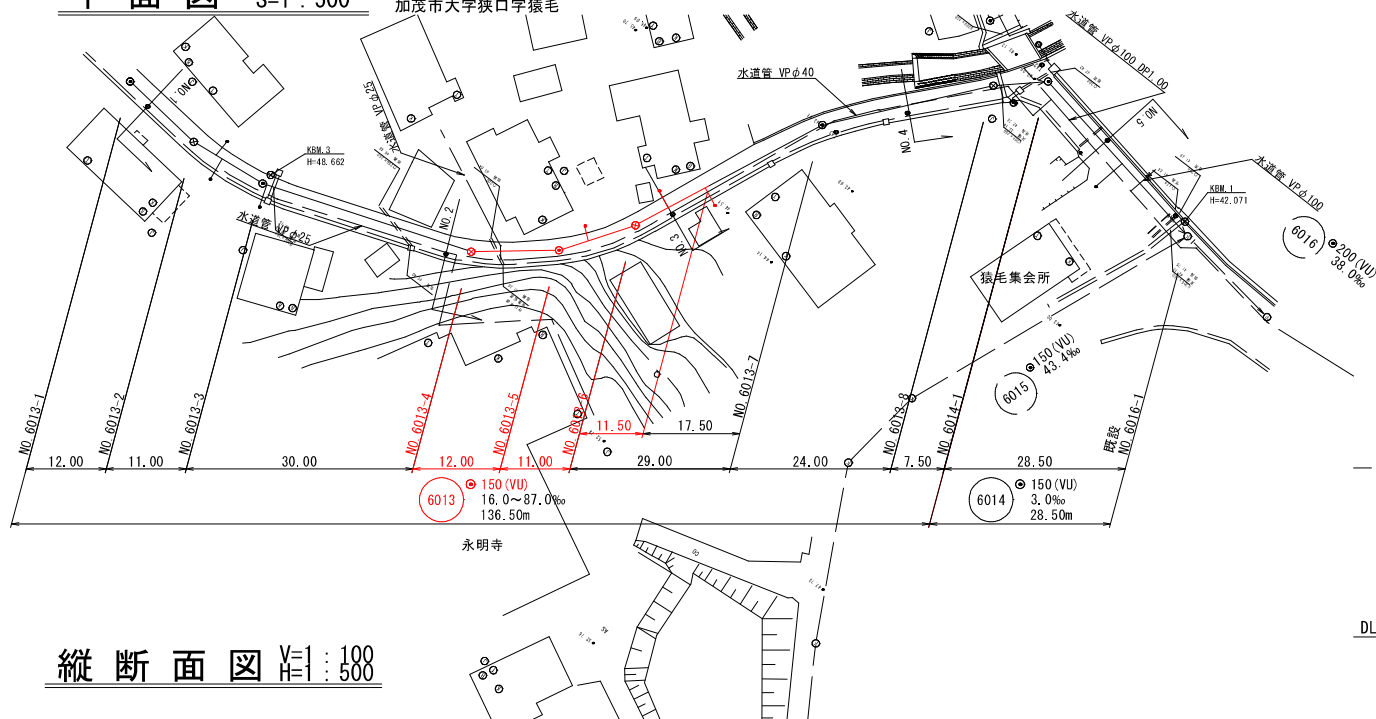 平面図 S=1:500
加茂市大字狭口字猿毛
水道管 VPφ100 DP1.00
水道管 VPφ40
水道管 VPφ25
NO.1
NO.5
NO.4
KBM.3
H=48.662
水道管 VPφ100
KBM.1
H=42.071
NO.2
水道管 VPφ25
NO.3
6016
200(VU)
38.0‰
猿毛集会所
150(VU)
43.4‰
6015
NO.6013-1
NO.6013-2
NO.6013-3
NO.6013-4
NO.6013-5
NO.6013-6
NO.6013-7
NO.6013-8
NO.6014-1
既設
NO.6016-1
11.50
17.50
12.00
11.00
30.00
12.00
11.00
29.00
24.00
7.50
28.50
6013
150(VU)
16.0～87.0‰
136.50m
6014
150(VU)
3.0‰
28.50m
永明寺
DL
縦断面図 V=1:100
H=1:500